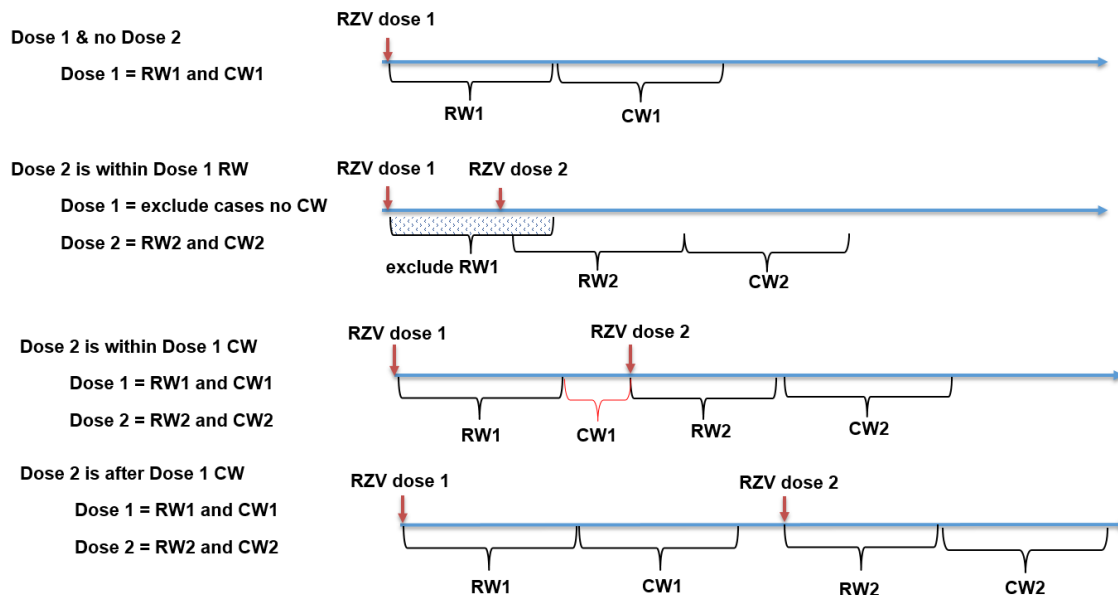 RZV dose 1
Dose 1 & no Dose 2
Dose 1 = RW1 and CW1
RW1 CW1
Dose 2 is within Dose 1 RW
RZV dose 1 RZV dose 2
Dose 1 = exclude cases no CW
Dose 2 = RW2 and CW2
exclude RW1 RW2 CW2
RZV dose 1 RZV dose 2
Dose 2 is within Dose 1 CW
Dose 1 = RW1 and CW1
Dose 2 = RW2 and CW2
RW1 CW1 RW2 CW2
Dose 2 is after Dose 1 CW
RZV dose 1 RZV dose 2
Dose 1 = RW1 and CW1
Dose 2 = RW2 and CW2
RW1 CW1 RW2 CW2